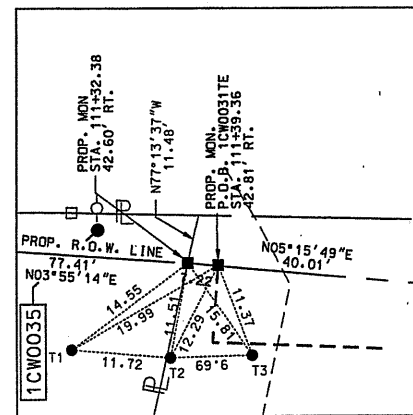 PROP. MON
STA. 111+32.38
42.60' RT.
N77°13'37"W
11.48'
PROP. MON.
P.O.B. 1CW0031TE
STA. 111+39.36
42.81' RT.
PROP. R.O.W. LINE
77.41'
N03°55'14"E
N05°15'49"E
40.01'
1CW0035
14.55
19.99
11.51
12.29
15.81
11.37
T1
11.72
T2
69'6
T3